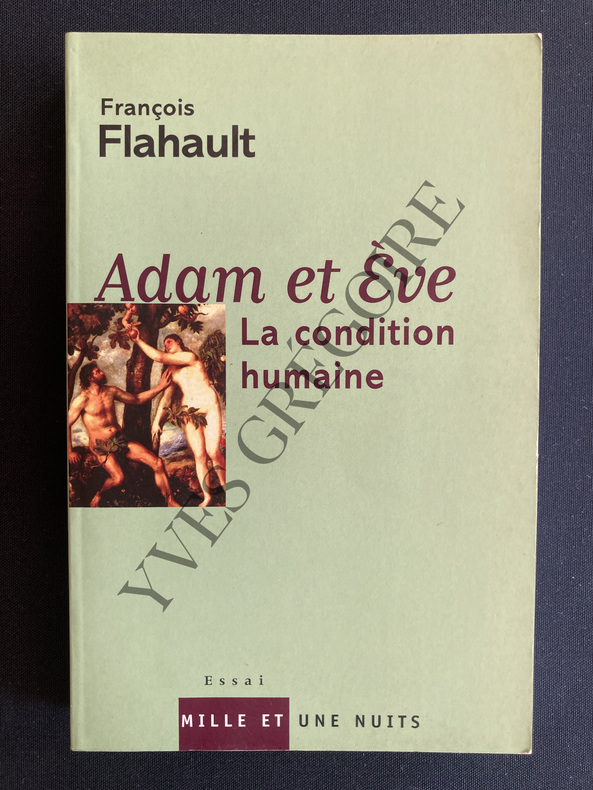 François
Flahault
Adam et Ève
La condition
humaine
YVES GRÉGOIRE
Essai
MILLE ET UNE NUITS